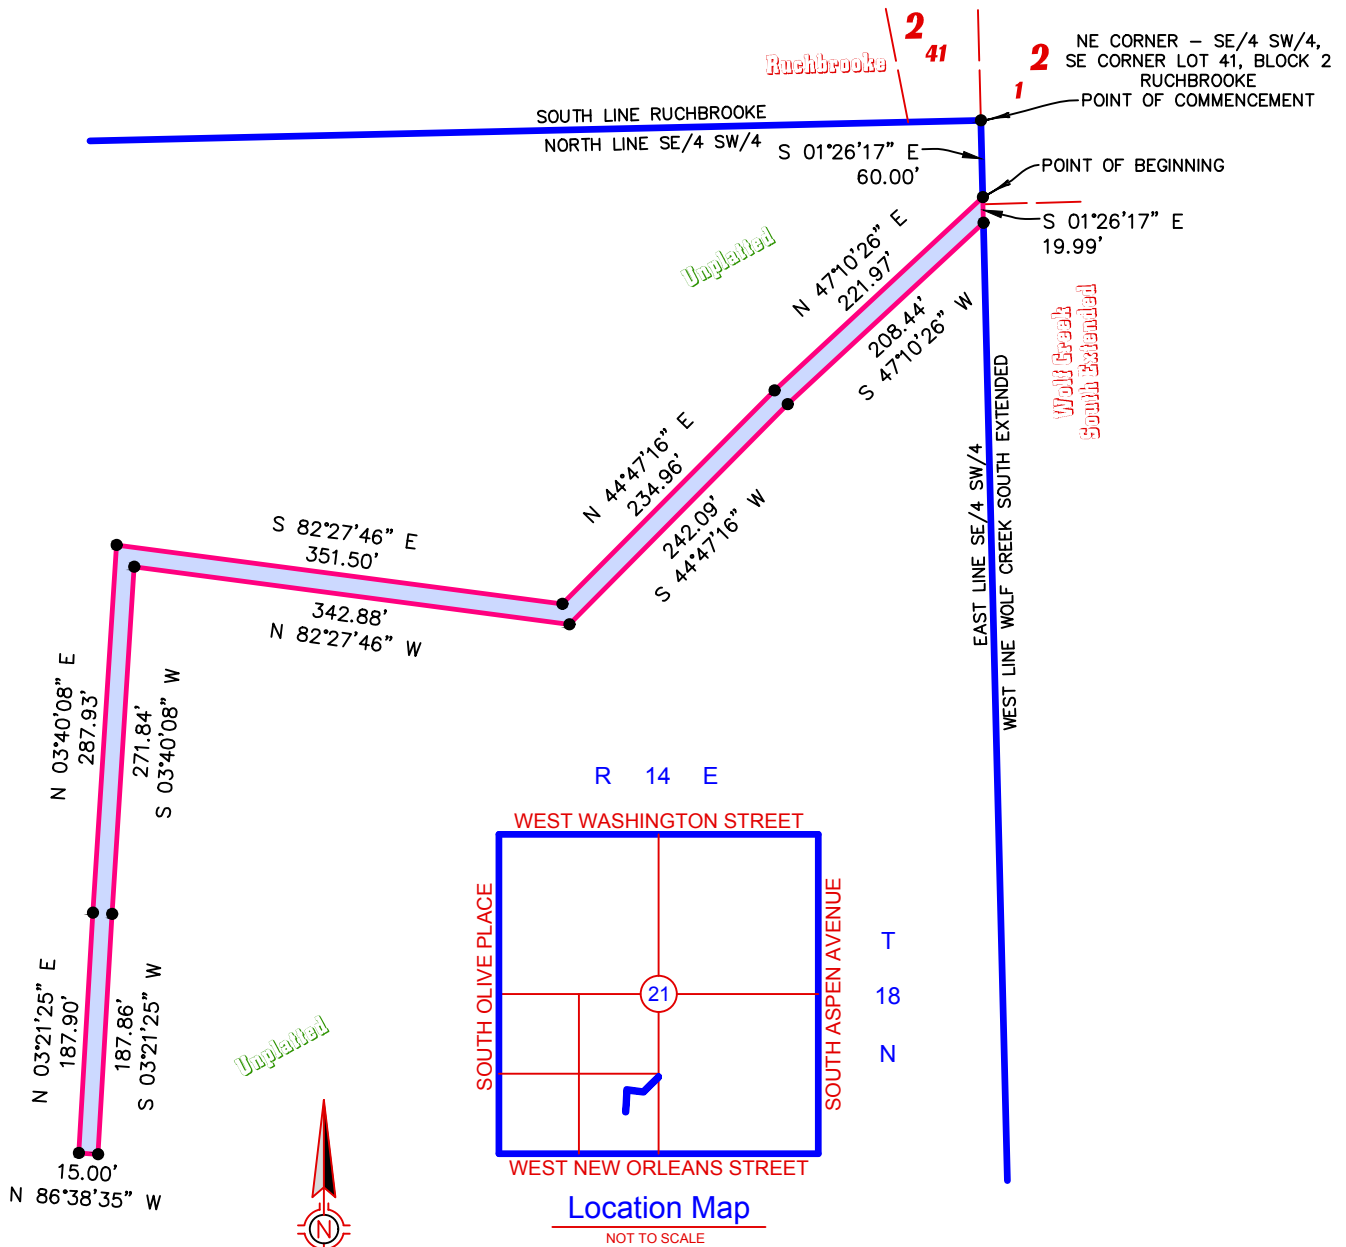 2
41
Ruchbrooke
2
1
NE CORNER – SE/4 SW/4,
SE CORNER LOT 41, BLOCK 2
RUCHBROOKE
POINT OF COMMENCEMENT
SOUTH LINE RUCHBROOKE
NORTH LINE SE/4 SW/4
S 01°26'17" E
60.00'
POINT OF BEGINNING
S 01°26'17" E
19.99'
Unplatted
N 47°10'26" E
221.97'
208.44'
S 47°10'26" W
Wolf Creek
South Extended
EAST LINE SE/4 SW/4
WEST LINE WOLF CREEK SOUTH EXTENDED
N 44°47'16" E
234.96'
242.09'
S 44°47'16" W
S 82°27'46" E
351.50'
342.88'
N 82°27'46" W
N 03°40'08" E
287.93'
271.84'
S 03°40'08" W
N 03°21'25" E
187.90'
187.86'
S 03°21'25" W
15.00'
N 86°38'35" W
Unplatted
N
R 14 E
WEST WASHINGTON STREET
SOUTH OLIVE PLACE
21
SOUTH ASPEN AVENUE
T
18
N
WEST NEW ORLEANS STREET
Location Map
NOT TO SCALE